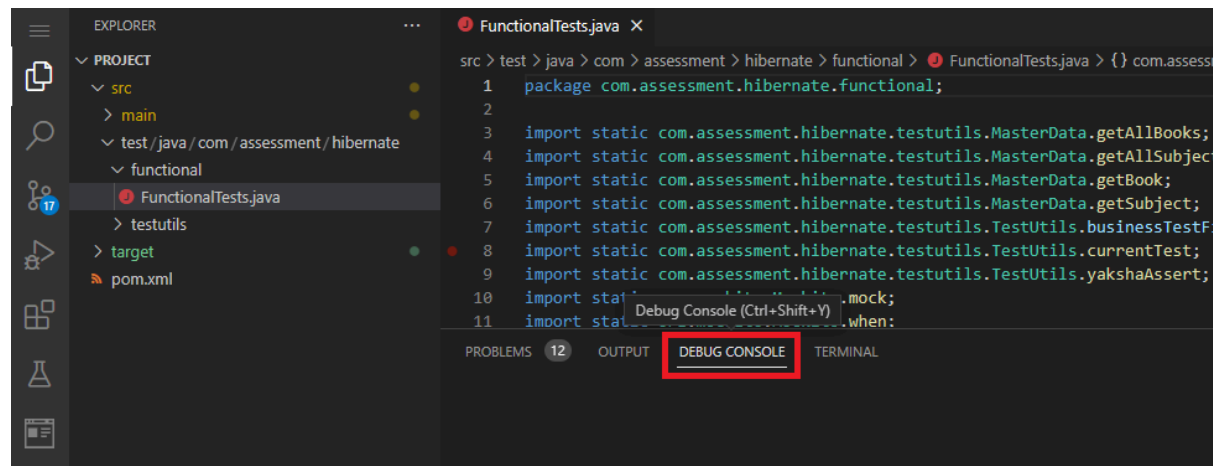 EXPLORER ...
FunctionalTests.java
PROJECT
src
main
test/java/com/assessment/hibernate
functional
FunctionalTests.java
testutils
target
pom.xml
17
src > test > java > com > assessment > hibernate > functional > FunctionalTests.java > {} com.assess
1 package com.assessment.hibernate.functional;
2
3 import static com.assessment.hibernate.testutils.MasterData.getAllBooks;
4 import static com.assessment.hibernate.testutils.MasterData.getAllSubject
5 import static com.assessment.hibernate.testutils.MasterData.getBook;
6 import static com.assessment.hibernate.testutils.MasterData.getSubject;
7 import static com.assessment.hibernate.testutils.TestUtils.businessTestFi
8 import static com.assessment.hibernate.testutils.TestUtils.currentTest;
9 import static com.assessment.hibernate.testutils.TestUtils.yakshaAssert;
10 import stat .mock;
11 import static .when;
Debug Console (Ctrl+Shift+Y)
PROBLEMS 12 OUTPUT DEBUG CONSOLE TERMINAL